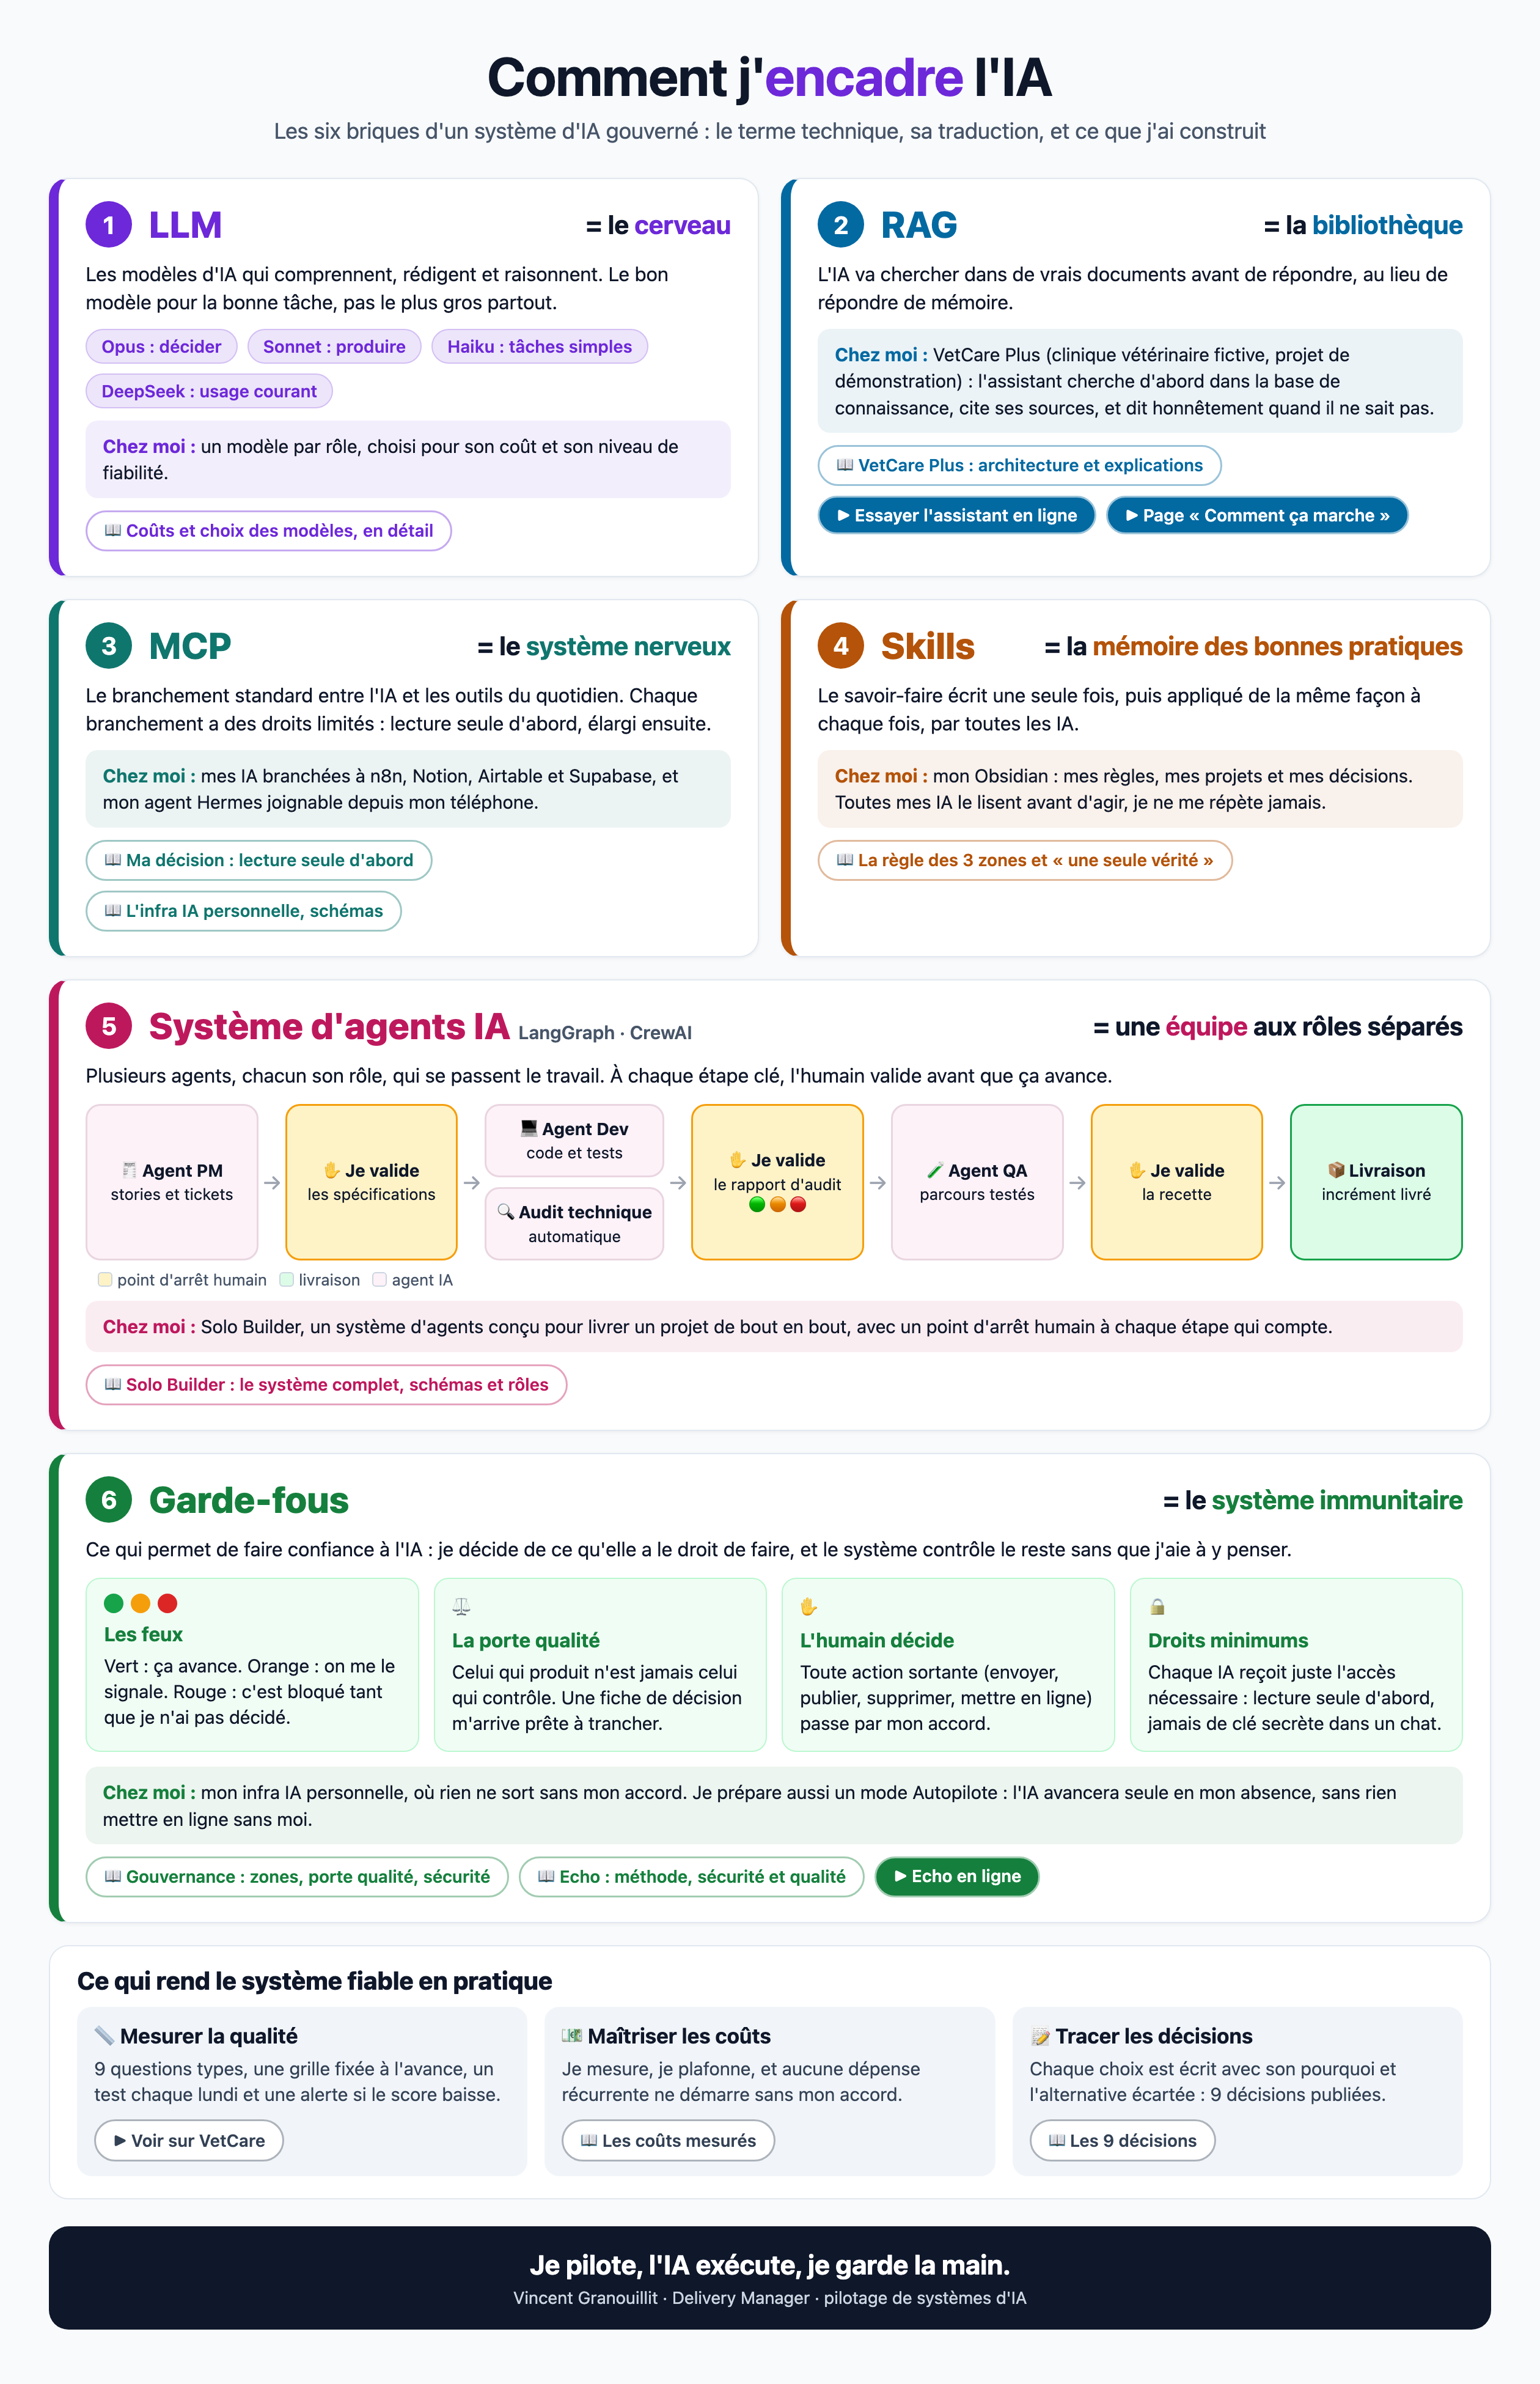 Comment j'encadre l'IA
Les six briques d'un système d'IA gouverné : le terme technique, sa traduction, et ce que j'ai construit
1 LLM = le cerveau
Les modèles d'IA qui comprennent, rédigent et raisonnent. Le bon
modèle pour la bonne tâche, pas le plus gros partout.
Opus : décider Sonnet : produire Haiku : tâches simples
DeepSeek : usage courant
Chez moi : un modèle par rôle, choisi pour son coût et son niveau de
fiabilité.
Coûts et choix des modèles, en détail
2 RAG = la bibliothèque
L'IA va chercher dans de vrais documents avant de répondre, au lieu de
répondre de mémoire.
Chez moi : VetCare Plus (clinique vétérinaire fictive, projet de
démonstration) : l'assistant cherche d'abord dans la base de
connaissance, cite ses sources, et dit honnêtement quand il ne sait pas.
VetCare Plus : architecture et explications
Essayer l'assistant en ligne Page « Comment ça marche »
3 MCP = le système nerveux
Le branchement standard entre l'IA et les outils du quotidien. Chaque
branchement a des droits limités : lecture seule d'abord, élargi ensuite.
Chez moi : mes IA branchées à n8n, Notion, Airtable et Supabase, et
mon agent Hermes joignable depuis mon téléphone.
Ma décision : lecture seule d'abord
L'infra IA personnelle, schémas
4 Skills = la mémoire des bonnes pratiques
Le savoir-faire écrit une seule fois, puis appliqué de la même façon à
chaque fois, par toutes les IA.
Chez moi : mon Obsidian : mes règles, mes projets et mes décisions.
Toutes mes IA le lisent avant d'agir, je ne me répète jamais.
La règle des 3 zones et « une seule vérité »
5 Système d'agents IA LangGraph · CrewAI = une équipe aux rôles séparés
Plusieurs agents, chacun son rôle, qui se passent le travail. À chaque étape clé, l'humain valide avant que ça avance.
Agent PM
stories et tickets
→
Je valide
les spécifications
→
Agent Dev
code et tests
Audit technique
automatique
→
Je valide
le rapport d'audit
→
Agent QA
parcours testés
→
Je valide
la recette
→
Livraison
incrément livré
point d'arrêt humain livraison agent IA
Chez moi : Solo Builder, un système d'agents conçu pour livrer un projet de bout en bout, avec un point d'arrêt humain à chaque étape qui compte.
Solo Builder : le système complet, schémas et rôles
6 Garde-fous = le système immunitaire
Ce qui permet de faire confiance à l'IA : je décide de ce qu'elle a le droit de faire, et le système contrôle le reste sans que j'aie à y penser.
Les feux
Vert : ça avance. Orange : on me le
signale. Rouge : c'est bloqué tant
que je n'ai pas décidé.
La porte qualité
Celui qui produit n'est jamais celui
qui contrôle. Une fiche de décision
m'arrive prête à trancher.
L'humain décide
Toute action sortante (envoyer,
publier, supprimer, mettre en ligne)
passe par mon accord.
Droits minimums
Chaque IA reçoit juste l'accès
nécessaire : lecture seule d'abord,
jamais de clé secrète dans un chat.
Chez moi : mon infra IA personnelle, où rien ne sort sans mon accord. Je prépare aussi un mode Autopilote : l'IA avancera seule en mon absence, sans rien
mettre en ligne sans moi.
Gouvernance : zones, porte qualité, sécurité Echo : méthode, sécurité et qualité Echo en ligne
Ce qui rend le système fiable en pratique
Mesurer la qualité
9 questions types, une grille fixée à l'avance, un
test chaque lundi et une alerte si le score baisse.
Voir sur VetCare
Maîtriser les coûts
Je mesure, je plafonne, et aucune dépense
récurrente ne démarre sans mon accord.
Les coûts mesurés
Tracer les décisions
Chaque choix est écrit avec son pourquoi et
l'alternative écartée : 9 décisions publiées.
Les 9 décisions
Je pilote, l'IA exécute, je garde la main.
Vincent Granouillit · Delivery Manager · pilotage de systèmes d'IA